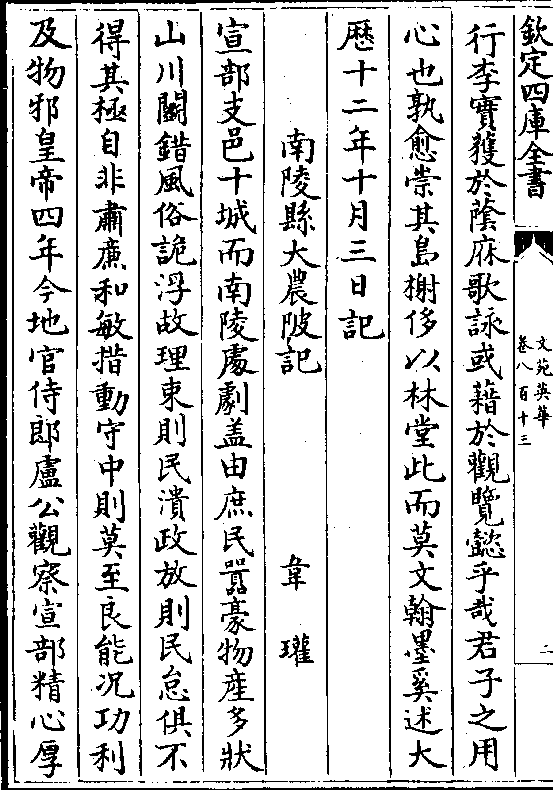 欽定四庫全書
文苑英華
卷八百十三
二
行李實獲於蔭庥歌詠或藉於觀覽懿乎哉君子之用
心也孰愈崇其島榭侈以林堂此而莫文翰墨奚述大
厯十二年十月三日記
南陵縣大農陂記 韋瓘
宣部支邑十城而南陵處劇盖由庶民嚚豪物産多狀
山川闢錯風俗詭浮故理束則民潰政放則民怠俱不
得其極自非肅廉和敏措動守中則莫至良能况功利
及物邪皇帝四年今地官侍郎盧公觀察宣部精心厚